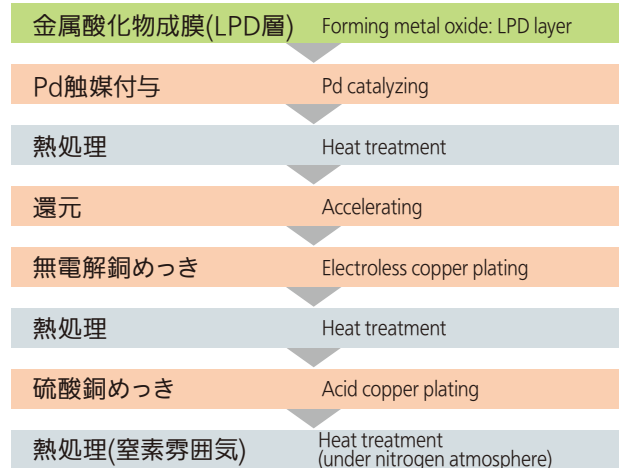 金属酸化物成膜(LPD層) Forming metal oxide: LPD layer
Pd触媒付与 Pd catalyzing
熱処理 Heat treatment
還元 Accelerating
無電解銅めっき Electroless copper plating
熱処理 Heat treatment
硫酸銅めっき Acid copper plating
熱処理(窒素雰囲気) Heat treatment
(under nitrogen atmosphere)